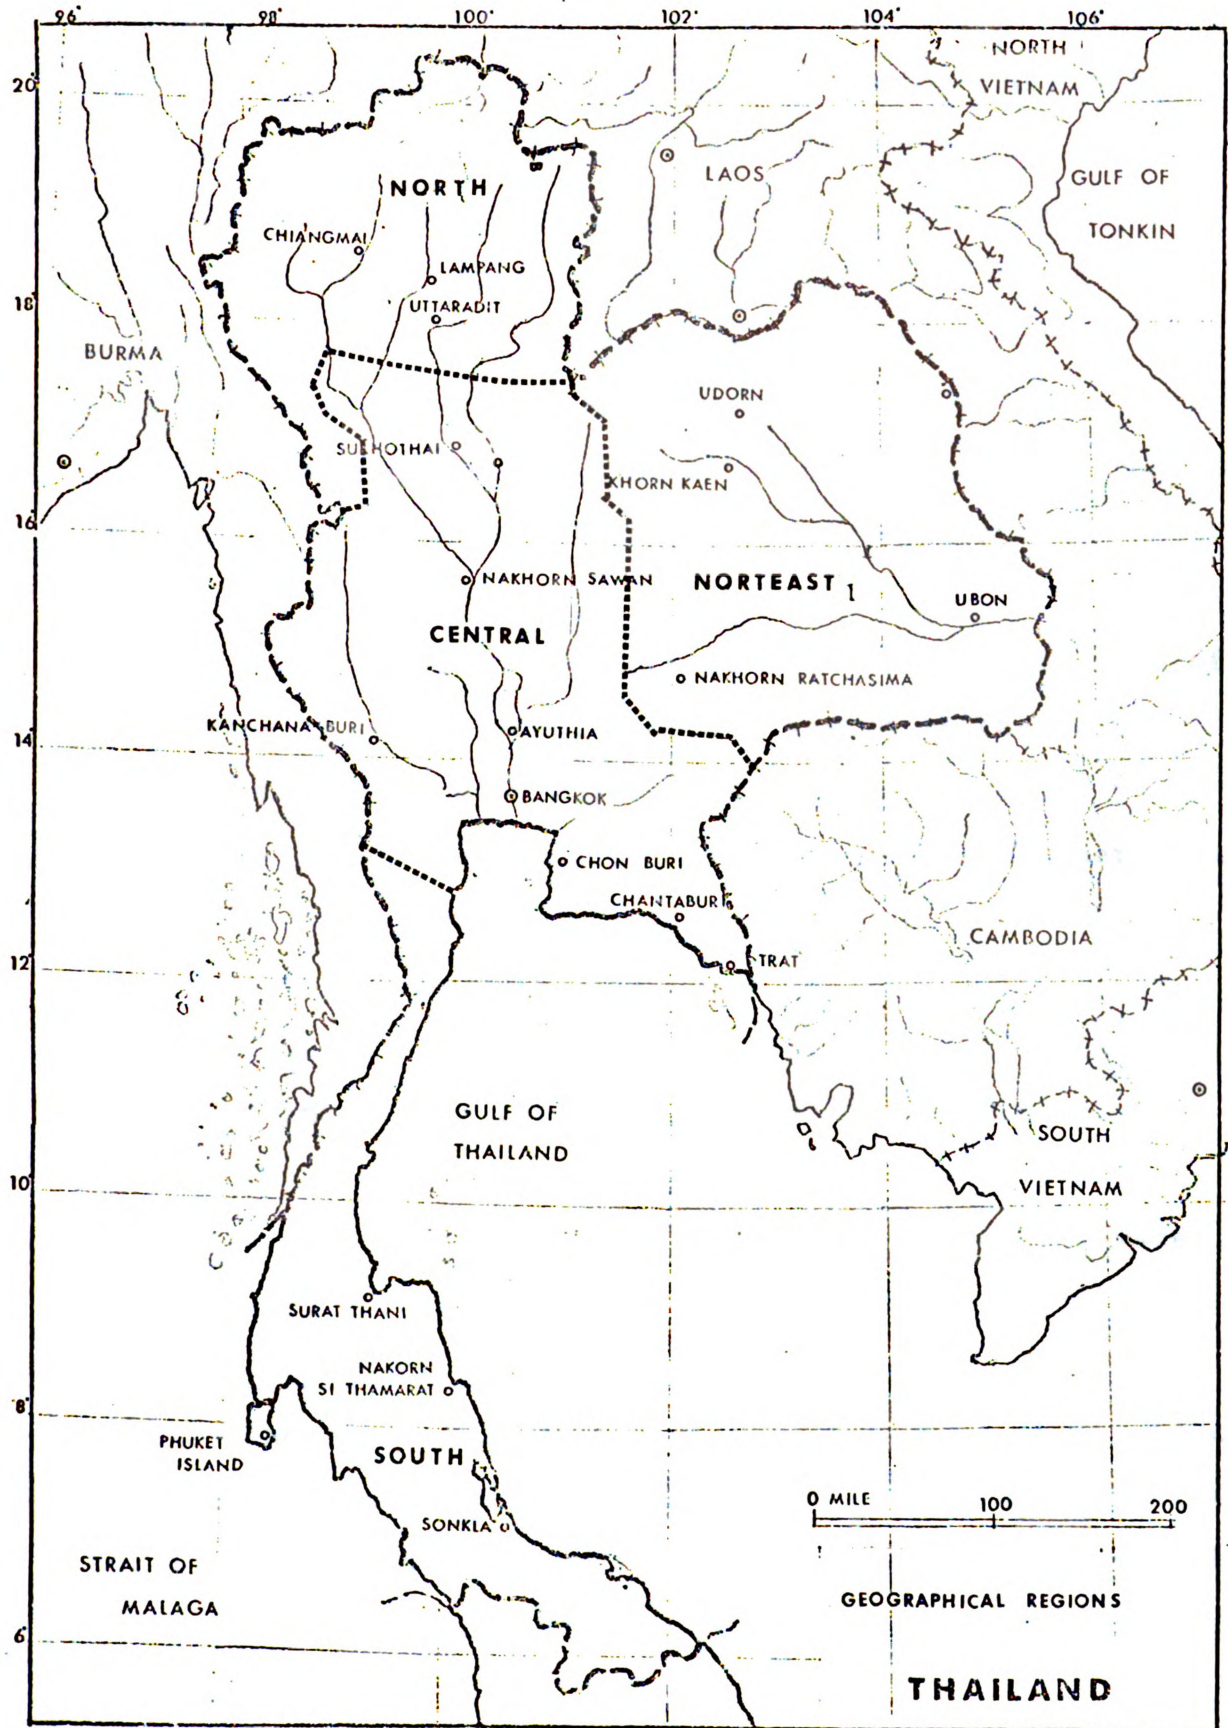 96° 98° 100° 102° 104° 106°
20°
NORTH
VIETNAM
NORTH
LAOS
GULF OF
TONKIN
CHIANGMAI
LAMPANG
18°
UTTARADIT
BURMA
UDORN
SUKHOTHAI
KHORN KAEN
16°
NAKHORN SAWAN
NORTEAST 1
UBON
CENTRAL
NAKHORN RATCHASIMA
KANCHANA BURI
14°
AYUTHIA
BANGKOK
CHON BURI
CHANTABURI
CAMBODIA
12°
TRAT
GULF OF
THAILAND
SOUTH
VIETNAM
10°
SURAT THANI
NAKORN
SI THAMARAT
8°
PHUKET
ISLAND
SOUTH
0 MILE 100 200
SONKLA
STRAIT OF
MALAGA
GEOGRAPHICAL REGIONS
6°
THAILAND